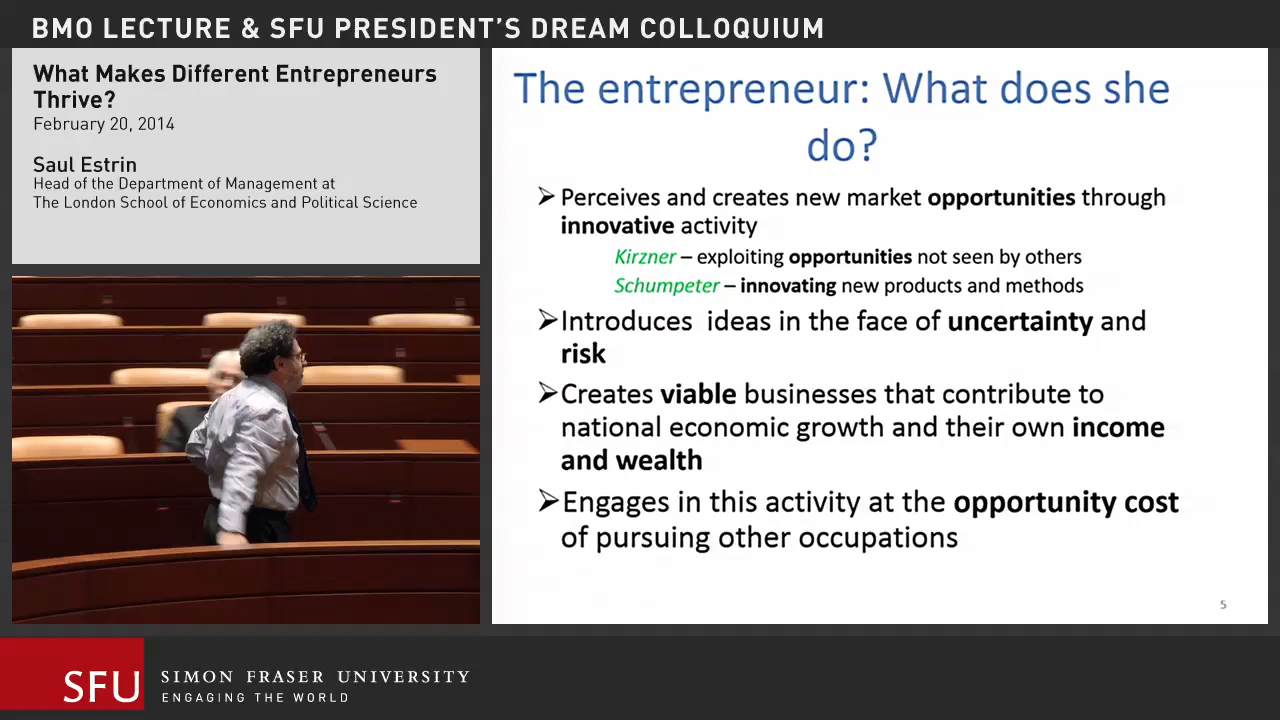 BMO LECTURE & SFU PRESIDENT'S DREAM COLLOQUIUM
What Makes Different Entrepreneurs
Thrive?
February 20, 2014
Saul Estrin
Head of the Department of Management at
The London School of Economics and Political Science
The entrepreneur: What does she
do?
➢ Perceives and creates new market opportunities through
innovative activity
Kirzner – exploiting opportunities not seen by others
Schumpeter – innovating new products and methods
➢Introduces ideas in the face of uncertainty and
risk
➢Creates viable businesses that contribute to
national economic growth and their own income
and wealth
➢Engages in this activity at the opportunity cost
of pursuing other occupations
5
SFU
SIMON FRASER UNIVERSITY
ENGAGING THE WORLD